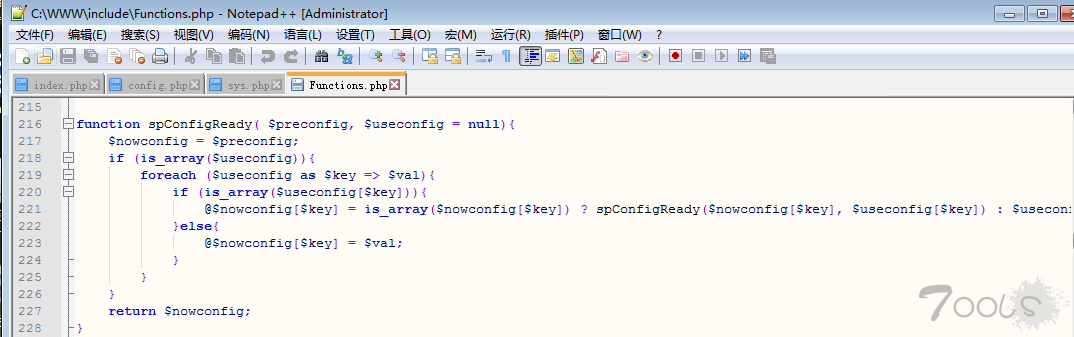 C:\WWW\include\Functions.php - Notepad++ [Administrator]
文件(F) 编辑(E) 搜索(S) 视图(V) 编码(N) 语言(L) 设置(T) 工具(O) 宏(M) 运行(R) 插件(P) 窗口(W) ?
index.php config.php sys.php Functions.php
215
216 function spConfigReady( $preconfig, $useconfig = null){
217 $nowconfig = $preconfig;
218 if (is_array($useconfig)){
219 foreach ($useconfig as $key => $val){
220 if (is_array($useconfig[$key])){
221 @$nowconfig[$key] = is_array($nowconfig[$key]) ? spConfigReady($nowconfig[$key], $useconfig[$key]) : $usecon
222 }else{
223 @$nowconfig[$key] = $val;
224 }
225 }
226 }
227 return $nowconfig;
228 }
7ools